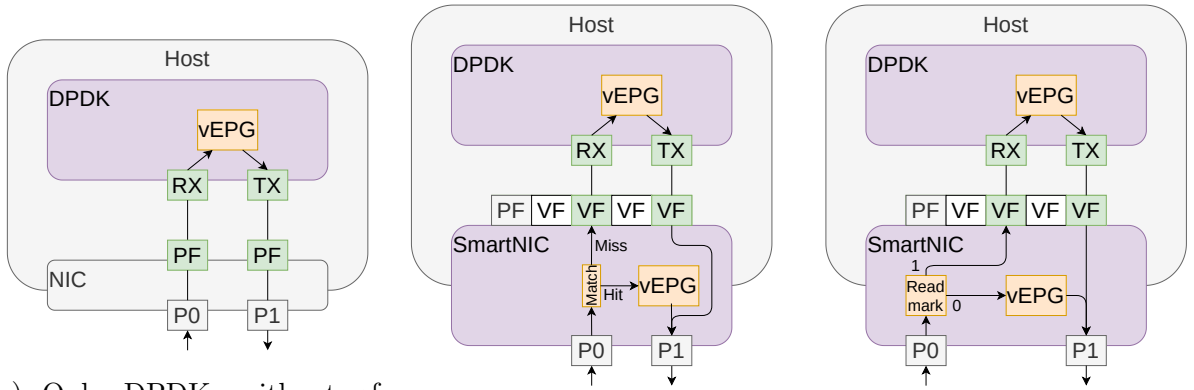 Host
DPDK
vEPG
RX
TX
PF
PF
NIC
P0
P1
Host
DPDK
vEPG
RX
TX
PF VF VF VF VF
SmartNIC
Miss
Match
Hit
vEPG
P0
P1
Host
DPDK
vEPG
RX
TX
PF VF VF VF VF
SmartNIC
1
Read
mark
0
vEPG
P0
P1